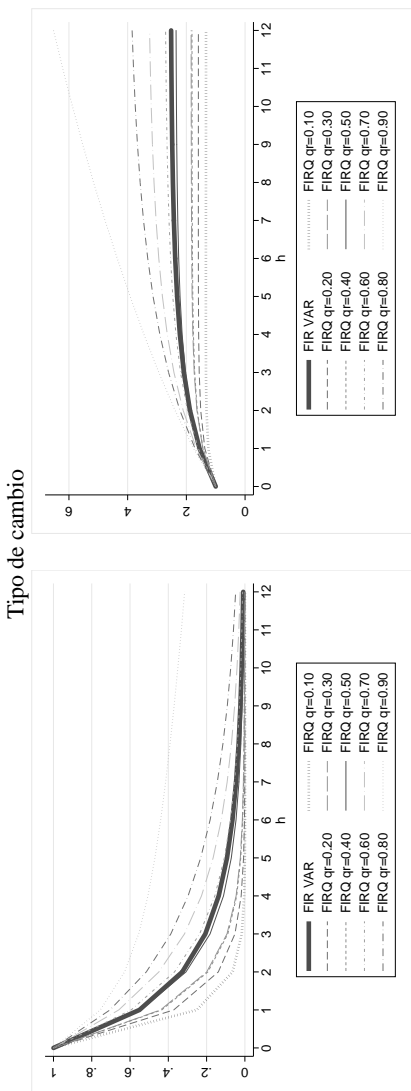 Tipo de cambio
1
.8
.6
.4
.2
0
0 1 2 3 4 5 6 7 8 9 10 11 12
h
FIR VAR FIRQ qr=0.10
FIRQ qr=0.20 FIRQ qr=0.30
FIRQ qr=0.40 FIRQ qr=0.50
FIRQ qr=0.60 FIRQ qr=0.70
FIRQ qr=0.80 FIRQ qr=0.90
6
4
2
0
0 1 2 3 4 5 6 7 8 9 10 11 12
h
FIR VAR FIRQ qr=0.10
FIRQ qr=0.20 FIRQ qr=0.30
FIRQ qr=0.40 FIRQ qr=0.50
FIRQ qr=0.60 FIRQ qr=0.70
FIRQ qr=0.80 FIRQ qr=0.90